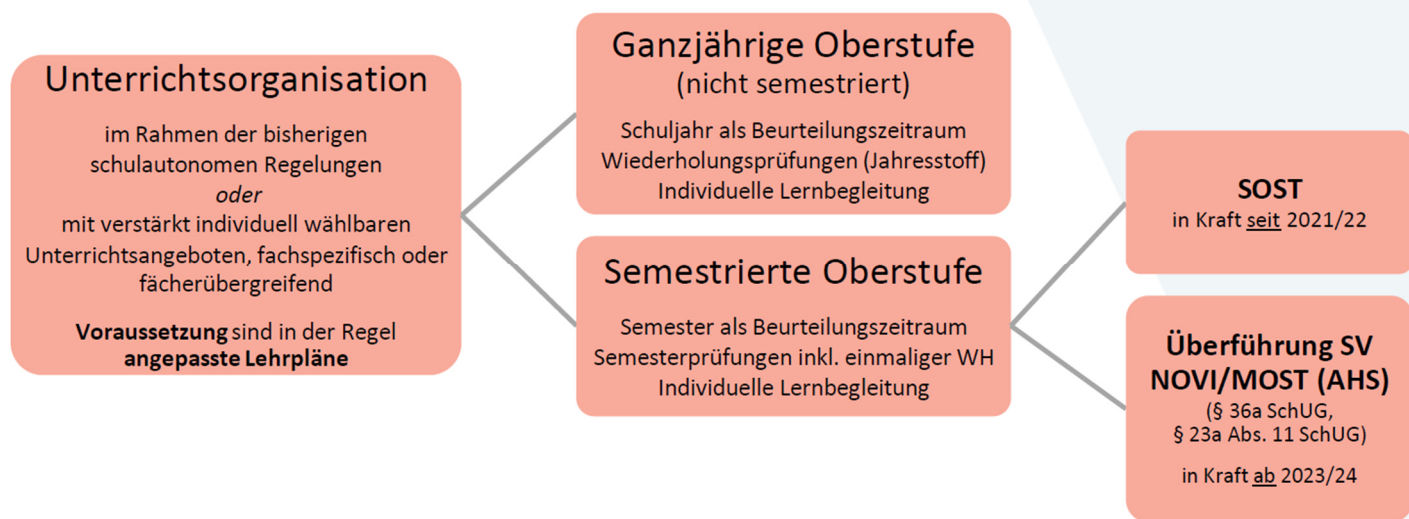 Unterrichtsorganisation
im Rahmen der bisherigen
schulautonomen Regelungen
oder
mit verstärkt individuell wählbaren
Unterrichtsangeboten, fachspezifisch oder
fächerübergreifend
Voraussetzung sind in der Regel
angepasste Lehrpläne
Ganzjährige Oberstufe
(nicht semestriert)
Schuljahr als Beurteilungszeitraum
Wiederholungsprüfungen (Jahresstoff)
Individuelle Lernbegleitung
Semestrierte Oberstufe
Semester als Beurteilungszeitraum
Semesterprüfungen inkl. einmaliger WH
Individuelle Lernbegleitung
SOST
in Kraft seit 2021/22
Überführung SV
NOVI/MOST (AHS)
(§ 36a SchUG,
§ 23a Abs. 11 SchUG)
in Kraft ab 2023/24